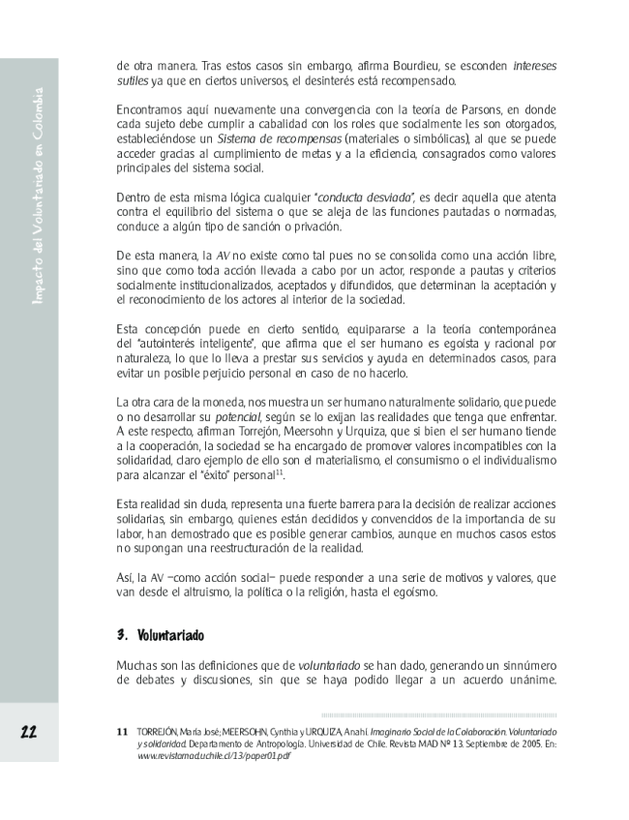 de otra manera. Tras estos casos sin embargo, afirma Bourdieu, se esconden intereses
sutiles ya que en ciertos universos, el desinterés está recompensado.
Encontramos aquí nuevamente una convergencia con la teoría de Parsons, en donde
cada sujeto debe cumplir a cabalidad con los roles que socialmente les son otorgados,
estableciéndose un Sistema de recompensas (materiales o simbólicas), al que se puede
acceder gracias al cumplimiento de metas y a la eficiencia, consagrados como valores
principales del sistema social.
Dentro de esta misma lógica cualquier “conducta desviada”, es decir aquella que atenta
contra el equilibrio del sistema o que se aleja de las funciones pautadas o normadas,
conduce a algún tipo de sanción o privación.
De esta manera, la AV no existe como tal pues no se consolida como una acción libre,
sino que como toda acción llevada a cabo por un actor, responde a pautas y criterios
socialmente institucionalizados, aceptados y difundidos, que determinan la aceptación y
el reconocimiento de los actores al interior de la sociedad.
Esta concepción puede en cierto sentido, equipararse a la teoría contemporánea
del “autointerés inteligente”, que afirma que el ser humano es egoísta y racional por
naturaleza, lo que lo lleva a prestar sus servicios y ayuda en determinados casos, para
evitar un posible perjuicio personal en caso de no hacerlo.
La otra cara de la moneda, nos muestra un ser humano naturalmente solidario, que puede
o no desarrollar su potencial, según se lo exijan las realidades que tenga que enfrentar.
A este respecto, afirman Torrejón, Meersohn y Urquiza, que si bien el ser humano tiende
a la cooperación, la sociedad se ha encargado de promover valores incompatibles con la
solidaridad, claro ejemplo de ello son el materialismo, el consumismo o el individualismo
para alcanzar el “éxito” personal11.
Esta realidad sin duda, representa una fuerte barrera para la decisión de realizar acciones
solidarias, sin embargo, quienes están decididos y convencidos de la importancia de su
labor, han demostrado que es posible generar cambios, aunque en muchos casos estos
no supongan una reestructuración de la realidad.
Así, la AV –como acción social– puede responder a una serie de motivos y valores, que
van desde el altruismo, la política o la religión, hasta el egoísmo.
3. Voluntariado
Muchas son las definiciones que de voluntariado se han dado, generando un sinnúmero
de debates y discusiones, sin que se haya podido llegar a un acuerdo unánime.
11 TORREJÓN, María José; MEERSOHN, Cynthia y URQUIZA, Anahí. Imaginario Social de la Colaboración. Voluntariado
y solidaridad. Departamento de Antropología. Universidad de Chile. Revista MAD Nº 13. Septiembre de 2005. En:
www.revistamad.uchile.cl/13/paper01.pdf
Impacto del Voluntariado en Colombia
22